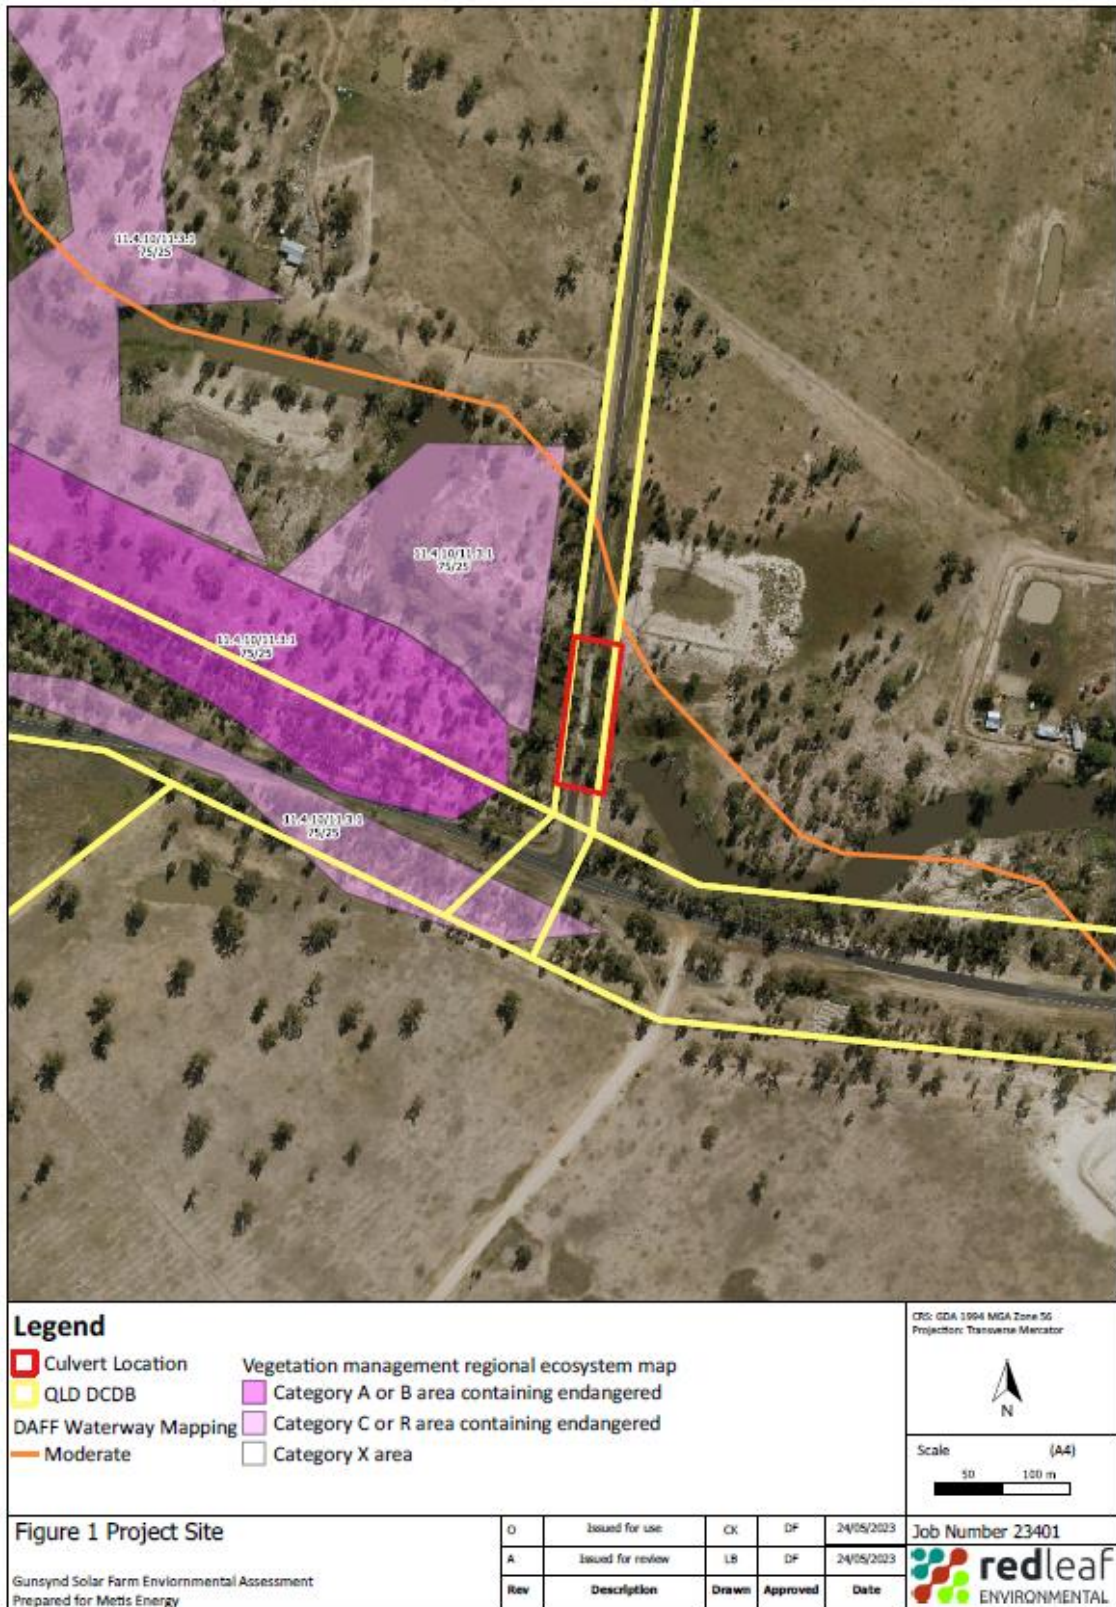 11.4.10/11.3.1
75/25
11.4.10/11.3.1
75/25
11.4.10/11.3.1
75/25
11.4.10/11.3.1
75/25
Legend
Culvert Location
QLD DCDB
DAFF Waterway Mapping
Moderate
Vegetation management regional ecosystem map
Category A or B area containing endangered
Category C or R area containing endangered
Category X area
CRS: GDA 1994 MGA Zone 56
Projection: Transverse Mercator
N
Scale (A4)
50 100 m
Figure 1 Project Site
Gunsynd Solar Farm Enviornmental Assessment
Prepared for Metis Energy
O Issued for use CK DF 24/05/2023
A Issued for review LB DF 24/05/2023
Rev Description Drawn Approved Date
Job Number 23401
redleaf
ENVIRONMENTAL